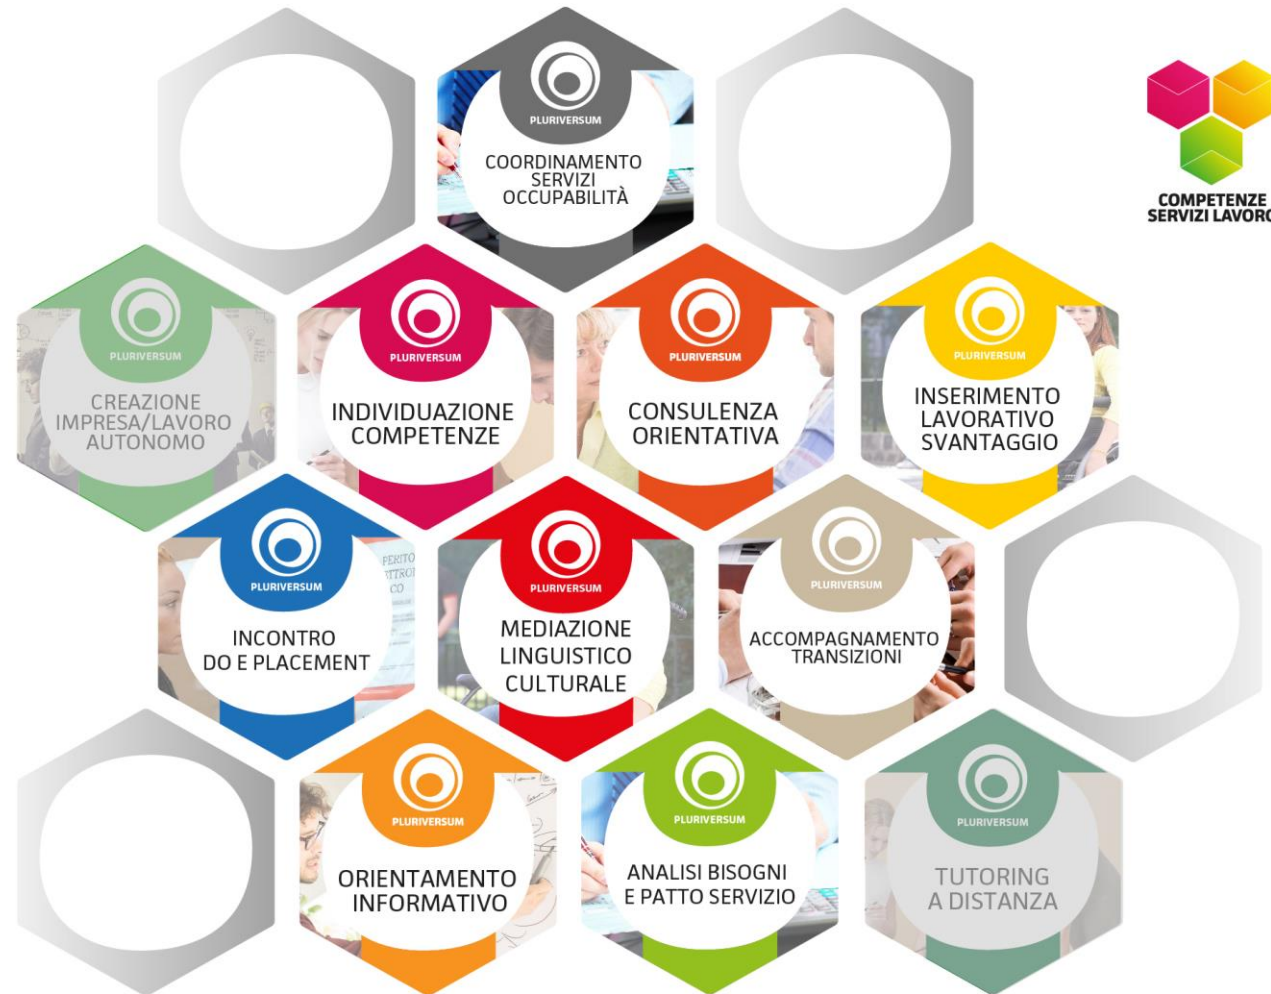 PLURIVERSUM
COORDINAMENTO
SERVIZI
OCCUPABILITÀ
COMPETENZE
SERVIZI LAVORO
PLURIVERSUM
CREAZIONE
IMPRESA/LAVORO
AUTONOMO
PLURIVERSUM
INDIVIDUAZIONE
COMPETENZE
PLURIVERSUM
CONSULENZA
ORIENTATIVA
PLURIVERSUM
INSERIMENTO
LAVORATIVO
SVANTAGGIO
PLURIVERSUM
PERITO
INCONTRO
DO E PLACEMENT
PLURIVERSUM
MEDIAZIONE
LINGUISTICO
CULTURALE
PLURIVERSUM
ACCOMPAGNAMENTO
TRANSIZIONI
PLURIVERSUM
ORIENTAMENTO
INFORMATIVO
PLURIVERSUM
ANALISI BISOGNI
E PATTO SERVIZIO
PLURIVERSUM
TUTORING
A DISTANZA